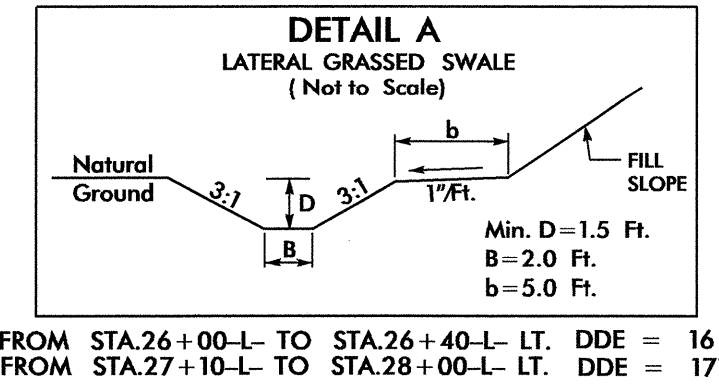 DETAIL A
LATERAL GRASSED SWALE
( Not to Scale)
b
Natural
Ground
3:1
D
3:1
1"/Ft.
FILL
SLOPE
B
Min. D=1.5 Ft.
B=2.0 Ft.
b=5.0 Ft.
FROM STA.26+00-L- TO STA.26+40-L- LT. DDE = 16
FROM STA.27+10-L- TO STA.28+00-L- LT. DDE = 17